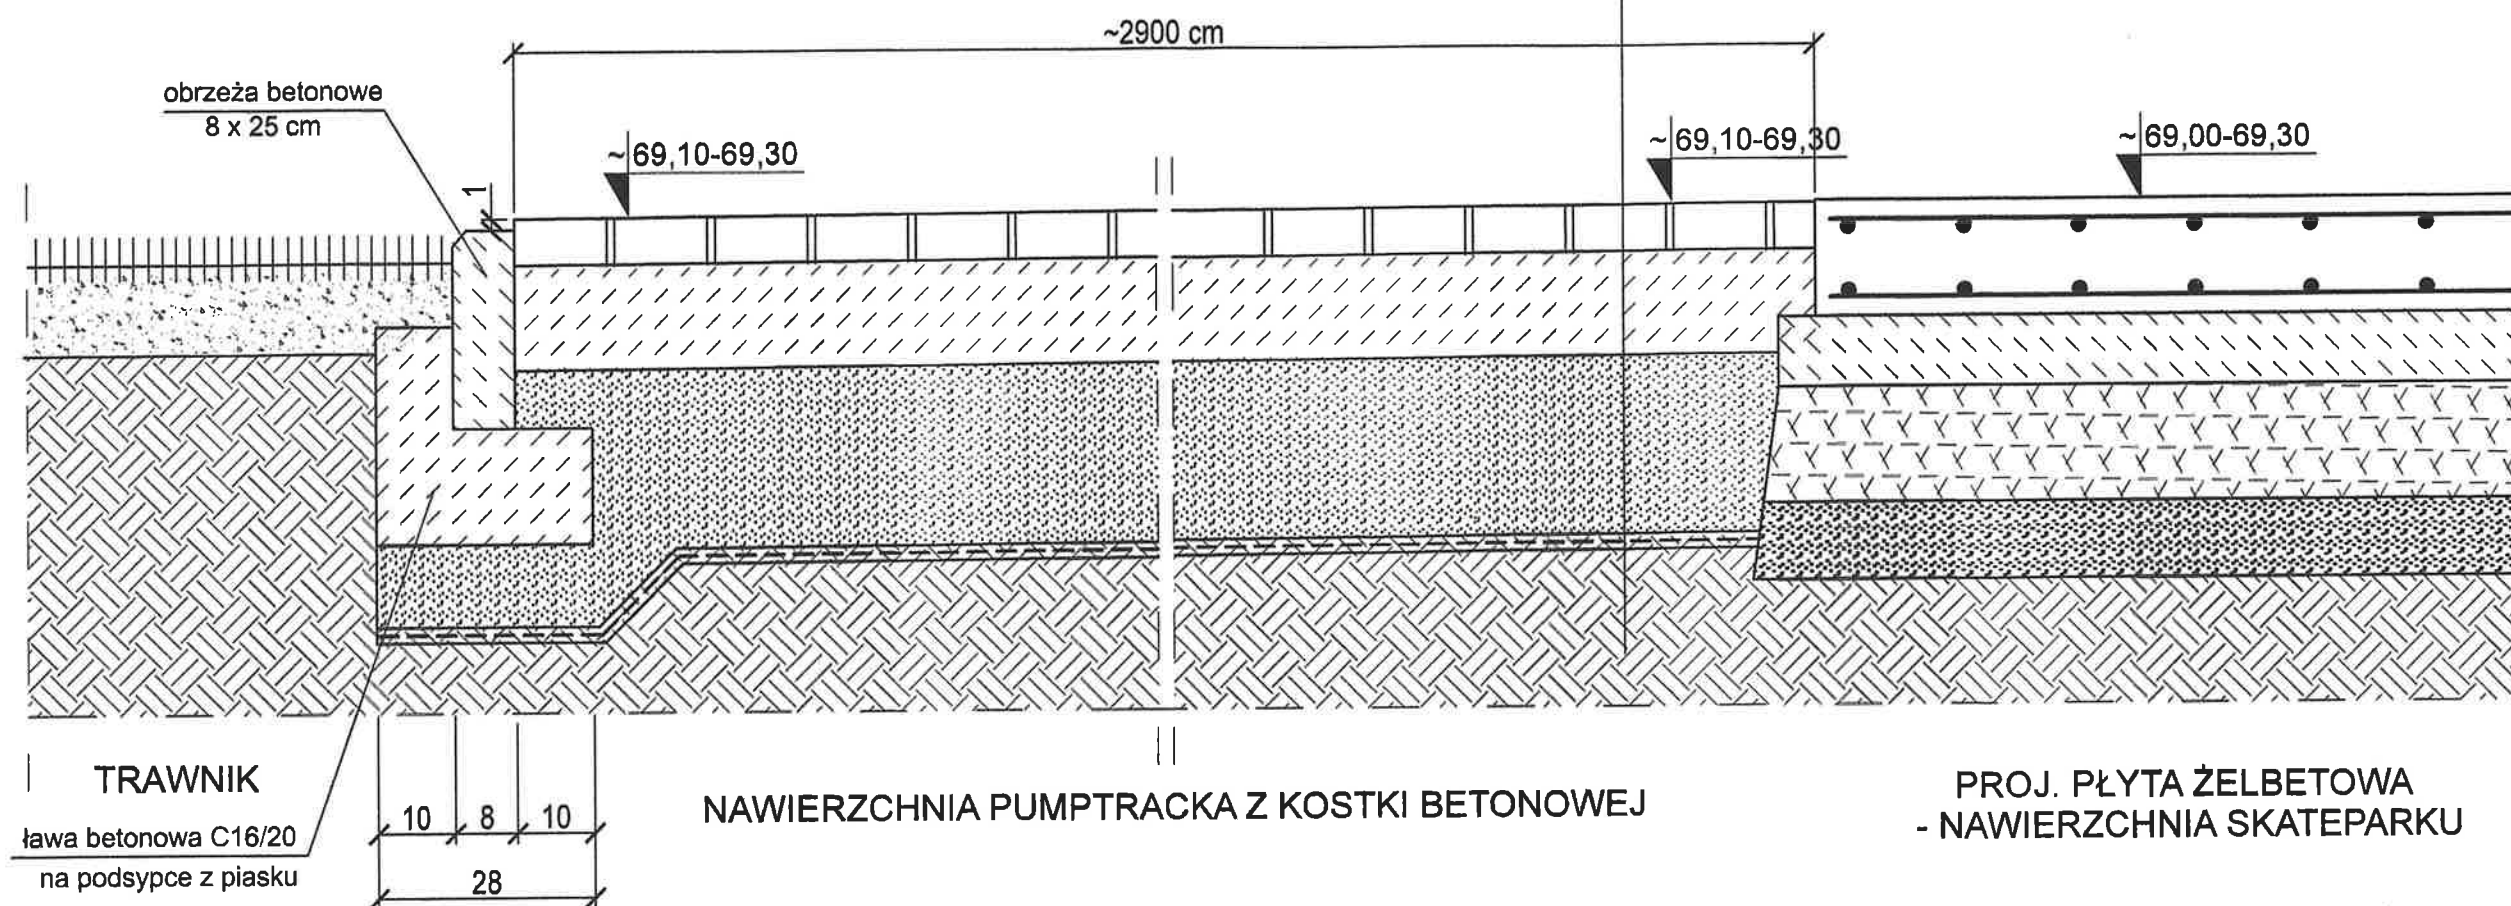 ~2900 cm
obrzeża betonowe
8 x 25 cm
1
~69,10-69,30
~69,10-69,30
~69,00-69,30
TRAWNIK
ława betonowa C16/20
na podsypce z piasku
10 8 10
28
NAWIERZCHNIA PUMPTRACKA Z KOSTKI BETONOWEJ
PROJ. PŁYTA ŻELBETOWA
- NAWIERZCHNIA SKATEPARKU